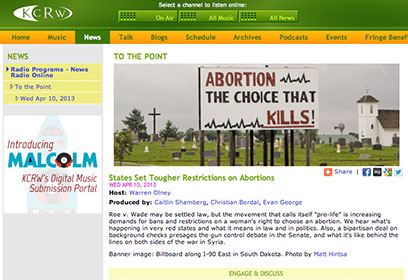 KCRW
Select a channel to listen online:
On Air
All Music
All News
Home Music News Talk Blogs Schedule Archives Podcasts Events Fringe Benef
NEWS
Radio Programs - News
Radio Online
To the Point
Wed Apr 10, 2013
Introducing
MALCOLM
KCRW's Digital Music
Submission Portal
TO THE POINT
ABORTION
THE CHOICE THAT
KILLS!
Share
States Set Tougher Restrictions on Abortions
WED APR 10, 2013
Host: Warren Olney
Produced by: Caitlin Shamberg, Christian Bordal, Evan George
Roe v. Wade may be settled law, but the movement that calls itself "pro-life" is increasing
demands for bans and restrictions on a woman's right to choose an abortion. We hear what's
happening in very red states and what it means in law and in politics. Also, a bipartisan deal on
background checks presages the gun control debate in the Senate, and what it's like behind the
lines on both sides of the war in Syria.
Banner image: Billboard along I-90 East in South Dakota. Photo by Matt Hintsa
ENGAGE & DISCUSS